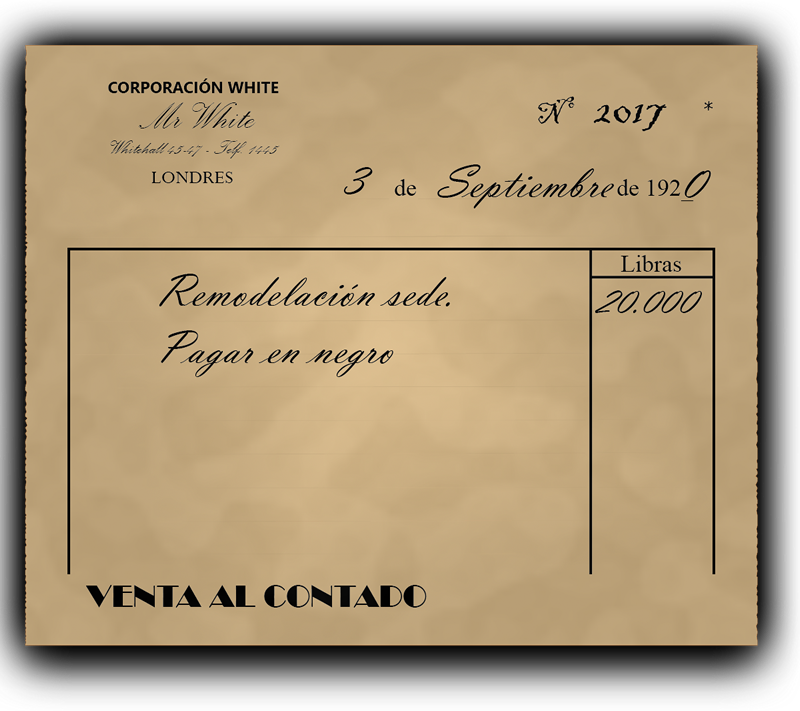 CORPORACIÓN WHITE
Mr White
Whitehall 45-47 - Telf. 1445
LONDRES
Nº 2017 *
3 de Septiembre de 1920
Libras
Remodelación sede. 20.000
Pagar en negro
VENTA AL CONTADO